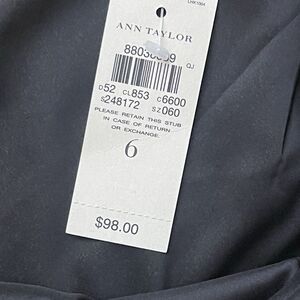 ANN TAYLOR
QJ
D52 CL853 C6600
S248172 SZ060
PLEASE RETAIN THIS STUB
IN CASE OF RETURN
OR EXCHANGE.
6
$98.00